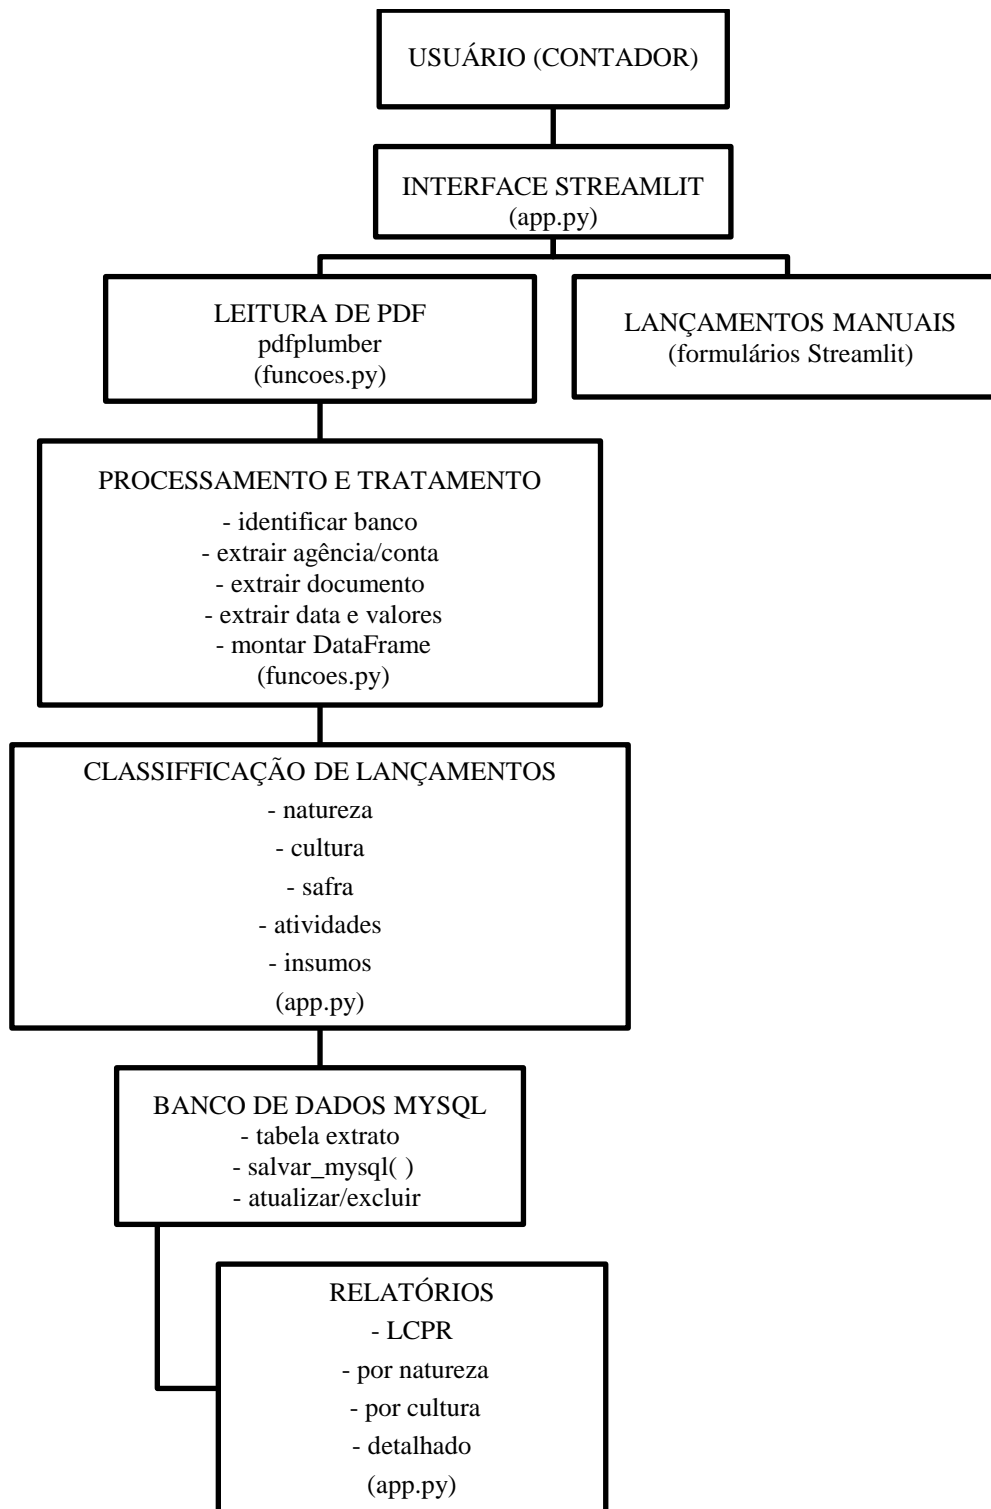 USUÁRIO (CONTADOR)
INTERFACE STREAMLIT
(app.py)
LEITURA DE PDF
pdfplumber
(funcoes.py)
LANÇAMENTOS MANUAIS
(formulários Streamlit)
PROCESSAMENTO E TRATAMENTO
- identificar banco
- extrair agência/conta
- extrair documento
- extrair data e valores
- montar DataFrame
(funcoes.py)
CLASSIFFICAÇÃO DE LANÇAMENTOS
- natureza
- cultura
- safra
- atividades
- insumos
(app.py)
BANCO DE DADOS MYSQL
- tabela extrato
- salvar_mysql( )
- atualizar/excluir
RELATÓRIOS
- LCPR
- por natureza
- por cultura
- detalhado
(app.py)